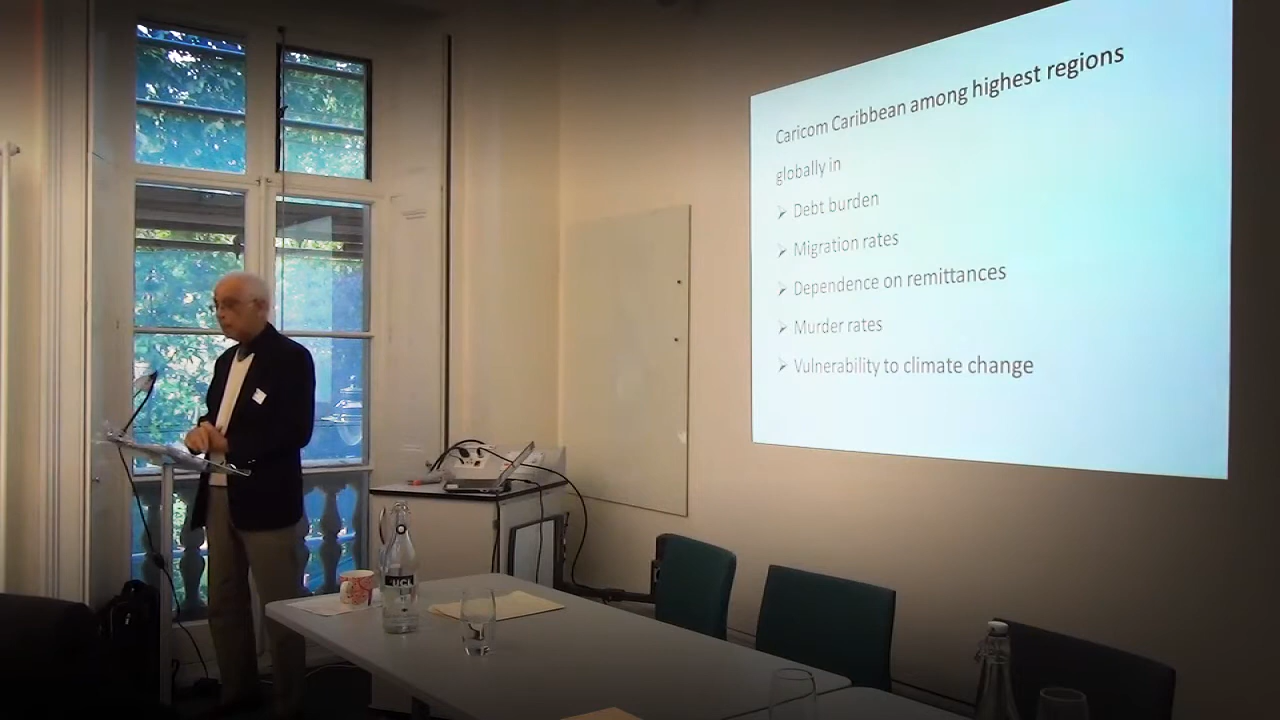 Caricom Caribbean among highest regions
globally in
➢ Debt burden
➢ Migration rates
➢ Dependence on remittances
➢ Murder rates
➢ Vulnerability to climate change
UCL